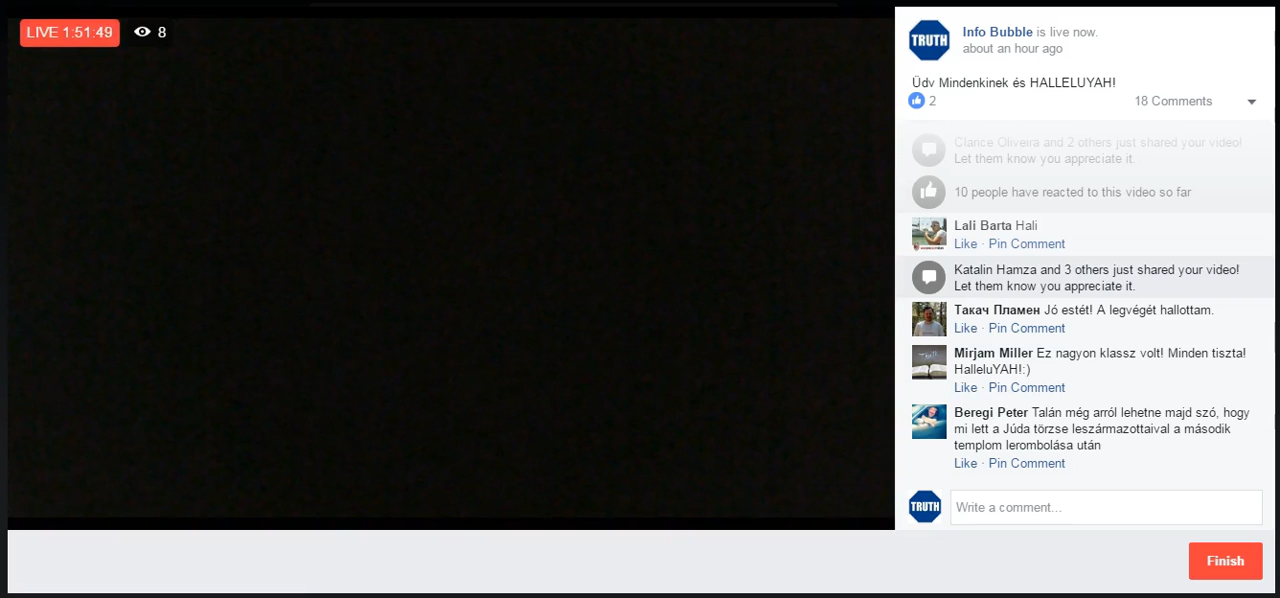 LIVE 1:51:49 8
TRUTH
Info Bubble is live now.
about an hour ago
Üdv Mindenkinek és HALLELUYAH!
2 18 Comments
Clarice Oliveira and 2 others just shared your video!
Let them know you appreciate it.
10 people have reacted to this video so far
Lali Barta Hali
Like · Pin Comment
Katalin Hamza and 3 others just shared your video!
Let them know you appreciate it.
Такач Пламен Jó estét! A legvégét hallottam.
Like · Pin Comment
Mirjam Miller Ez nagyon klassz volt! Minden tiszta!
HalleluYAH!:)
Like · Pin Comment
Beregi Peter Talán még arról lehetne majd szó, hogy
mi lett a Júda törzse leszármazottaival a második
templom lerombolása után
Like · Pin Comment
TRUTH
Write a comment...
Finish